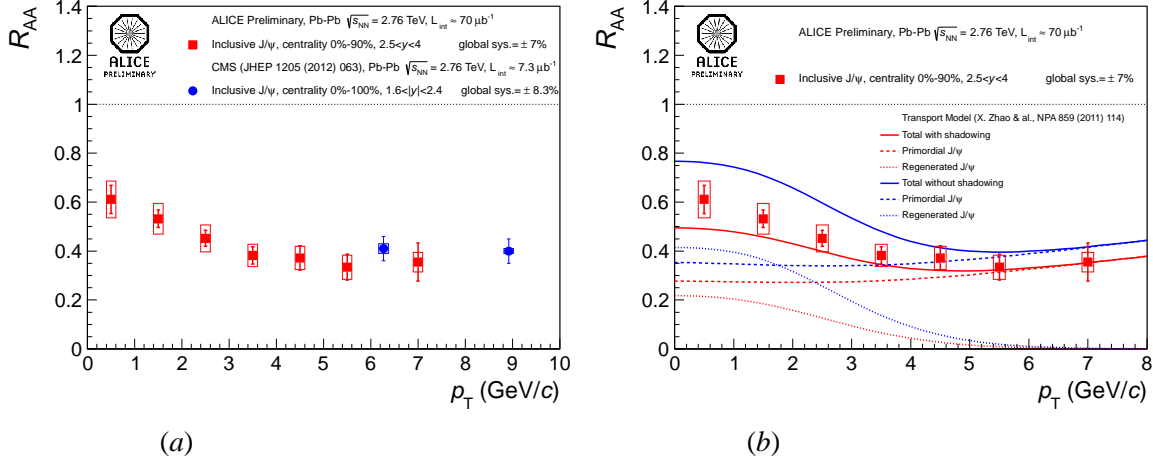 R_AA
1.4
1.2
1
0.8
0.6
0.4
0.2
0
ALICE
PRELIMINARY
ALICE Preliminary, Pb-Pb √s_NN = 2.76 TeV, L_int ≈ 70 μb⁻¹
Inclusive J/ψ, centrality 0%-90%, 2.5<y<4 global sys.= ± 7%
CMS (JHEP 1205 (2012) 063), Pb-Pb √s_NN = 2.76 TeV, L_int ≈ 7.3 μb⁻¹
Inclusive J/ψ, centrality 0%-100%, 1.6<|y|<2.4 global sys.= ± 8.3%
0 1 2 3 4 5 6 7 8 9 10
p_T (GeV/c)
(a)
R_AA
1.4
1.2
1
0.8
0.6
0.4
0.2
0
ALICE
PRELIMINARY
ALICE Preliminary, Pb-Pb √s_NN = 2.76 TeV, L_int ≈ 70 μb⁻¹
Inclusive J/ψ, centrality 0%-90%, 2.5<y<4 global sys.= ± 7%
Transport Model (X. Zhao & al., NPA 859 (2011) 114)
Total with shadowing
Primordial J/ψ
Regenerated J/ψ
Total without shadowing
Primordial J/ψ
Regenerated J/ψ
0 1 2 3 4 5 6 7 8
p_T (GeV/c)
(b)